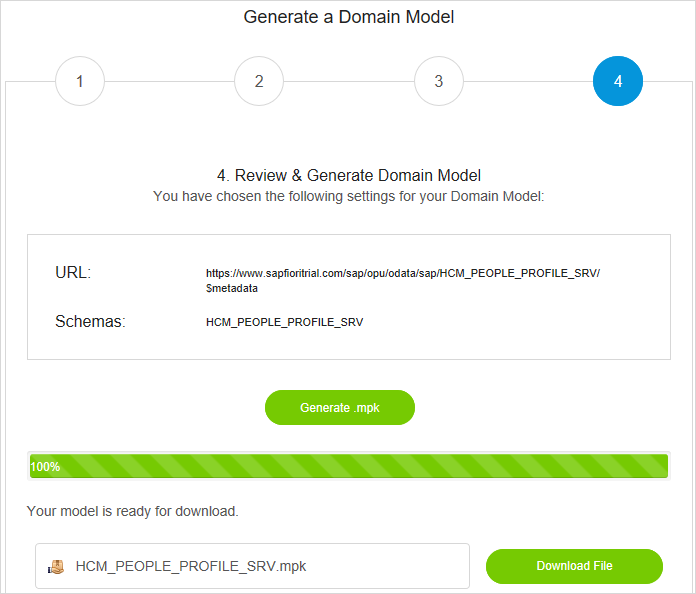 Generate a Domain Model
1
2
3
4
4. Review & Generate Domain Model
You have chosen the following settings for your Domain Model:
URL:
https://www.sapfioritrial.com/sap/opu/odata/sap/HCM_PEOPLE_PROFILE_SRV/
$metadata
Schemas:
HCM_PEOPLE_PROFILE_SRV
Generate .mpk
100%
Your model is ready for download.
HCM_PEOPLE_PROFILE_SRV.mpk
Download File